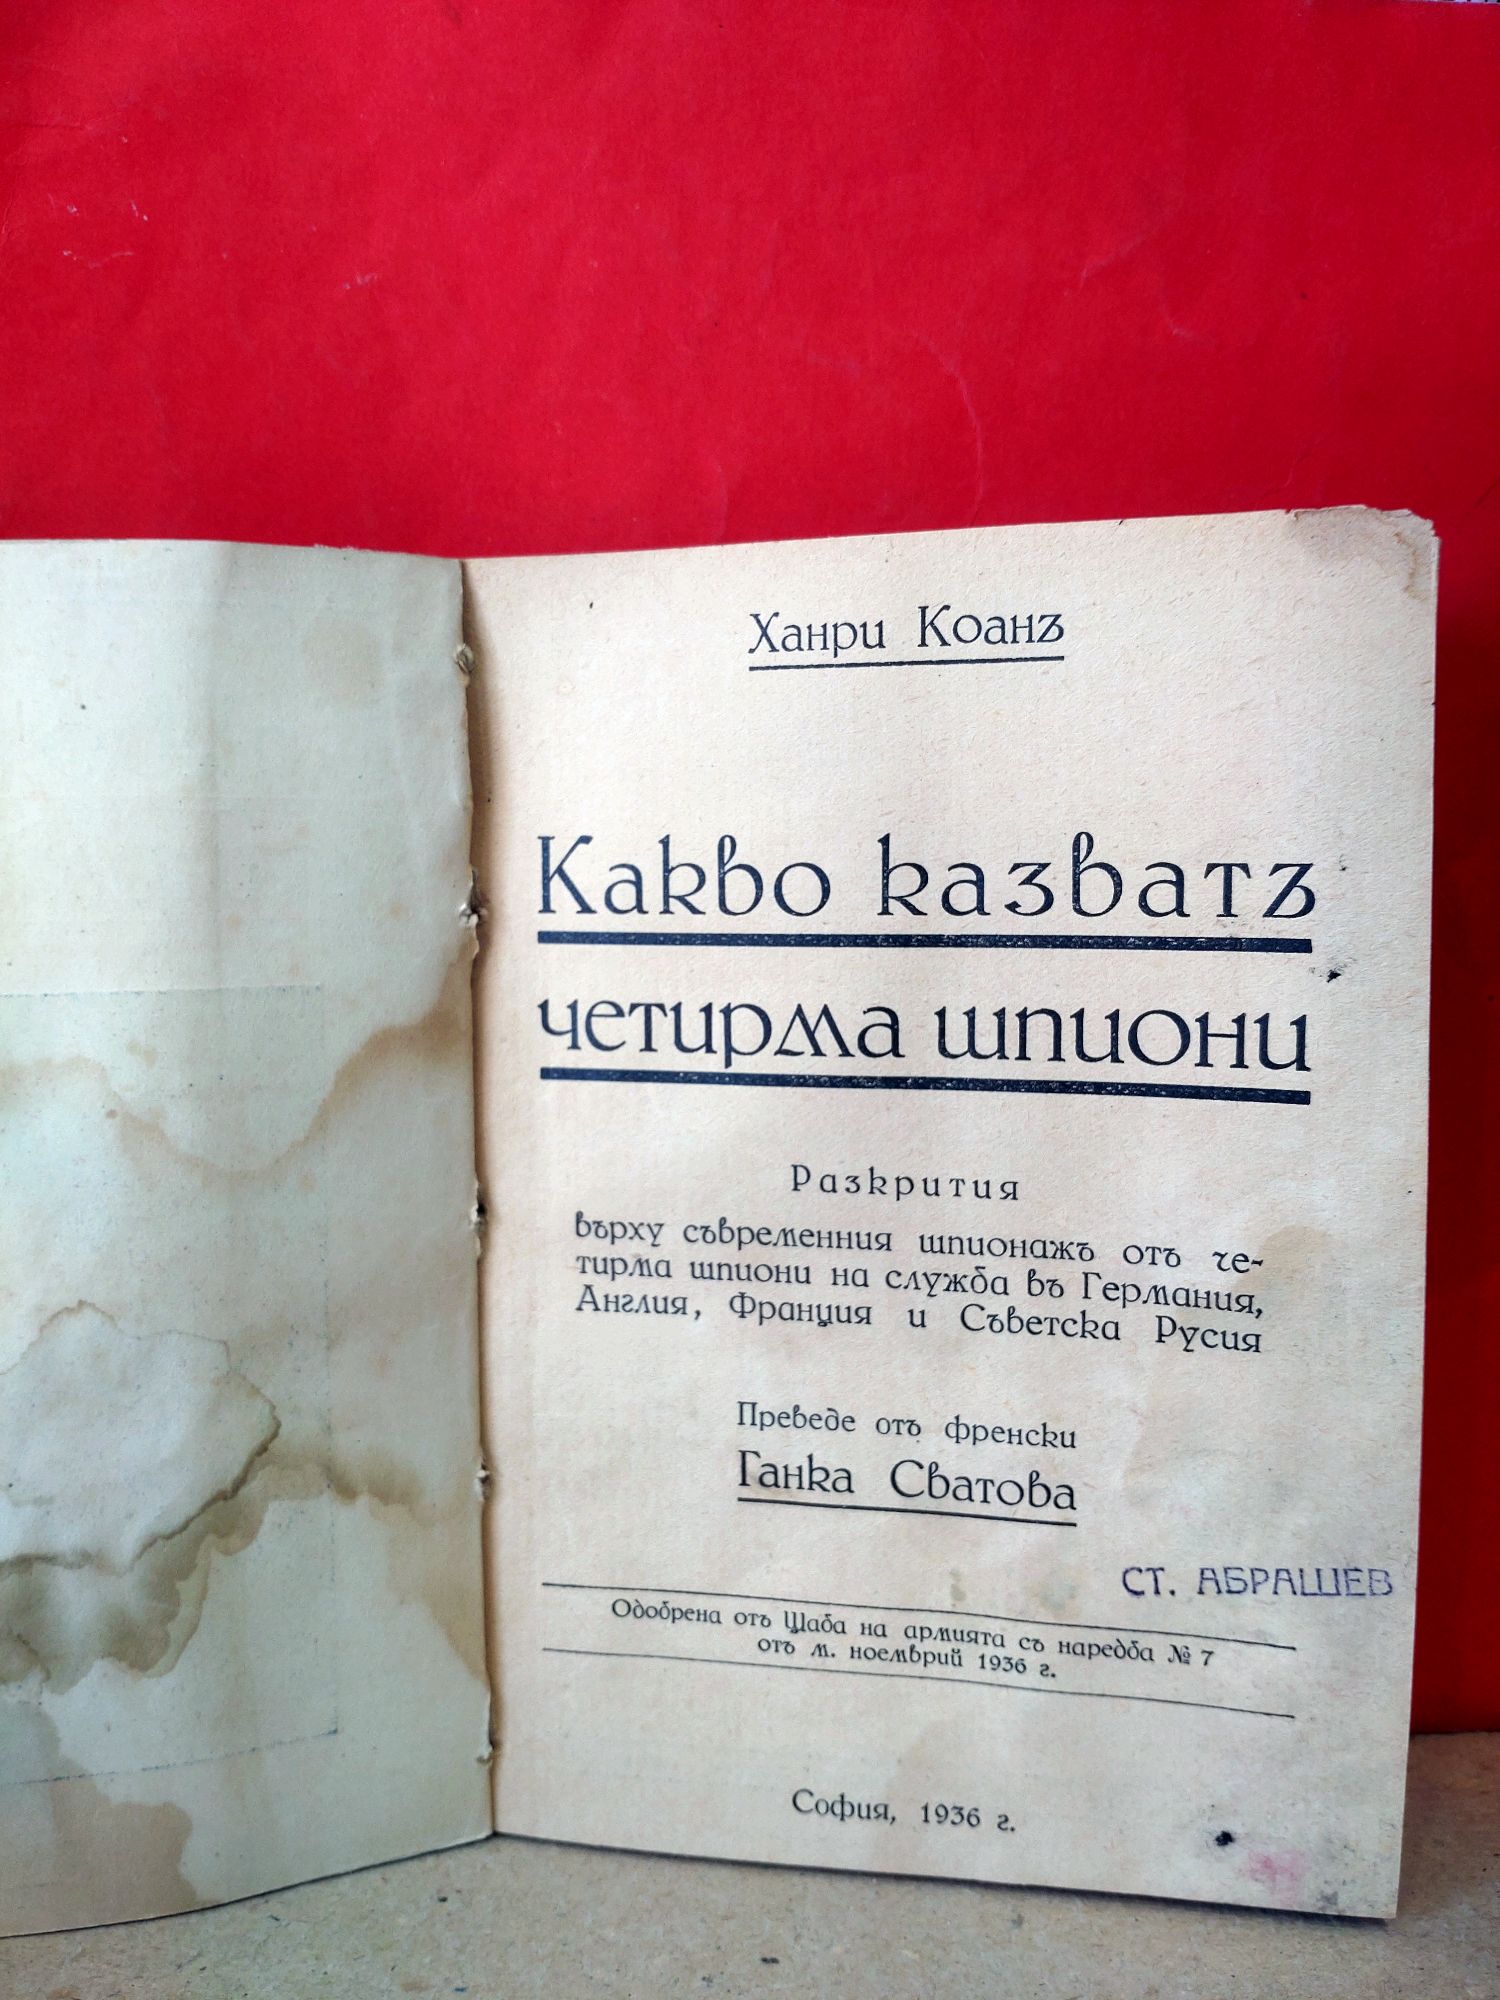 Ханри Коанъ
Какво казватъ
четирма шпиони
Разкрития
върху съвременния шпионажъ отъ че-
тирма шпиони на служба въ Германия,
Англия, Франция и Съветска Русия
Преведе отъ френски
Ганка Сватова
СТ. АБРАШЕВ
Одобрена отъ Щаба на армията съ наредба № 7
отъ м. ноемврий 1936 г.
София, 1936 г.